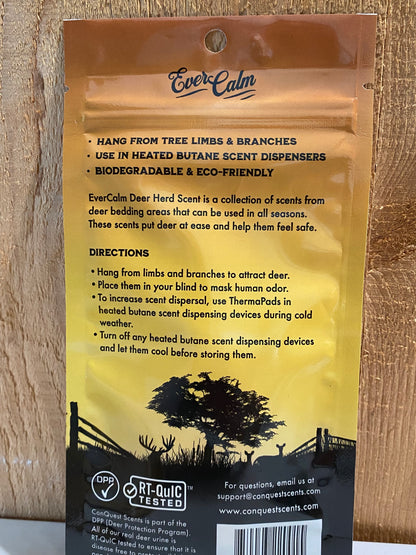 EverCalm
• HANG FROM TREE LIMBS & BRANCHES
• USE IN HEATED BUTANE SCENT DISPENSERS
• BIODEGRADABLE & ECO-FRIENDLY
EverCalm Deer Herd Scent is a collection of scents from
deer bedding areas that can be used in all seasons.
These scents put deer at ease and help them feel safe.
DIRECTIONS
• Hang from limbs and branches to attract deer.
• Place them in your blind to mask human odor.
• To increase scent dispersal, use ThermaPads in
heated butane scent dispensing devices during cold
weather.
• Turn off any heated butane scent dispensing devices
and let them cool before storing them.
DPP
RT-QuIC
TESTED
™
ConQuest Scents is part of the
DPP (Deer Protection Program).
All of our real deer urine is
RT-QuIC tested to ensure that it is
For questions, email us at
support@conquestscents.com
www.conquestscents.com